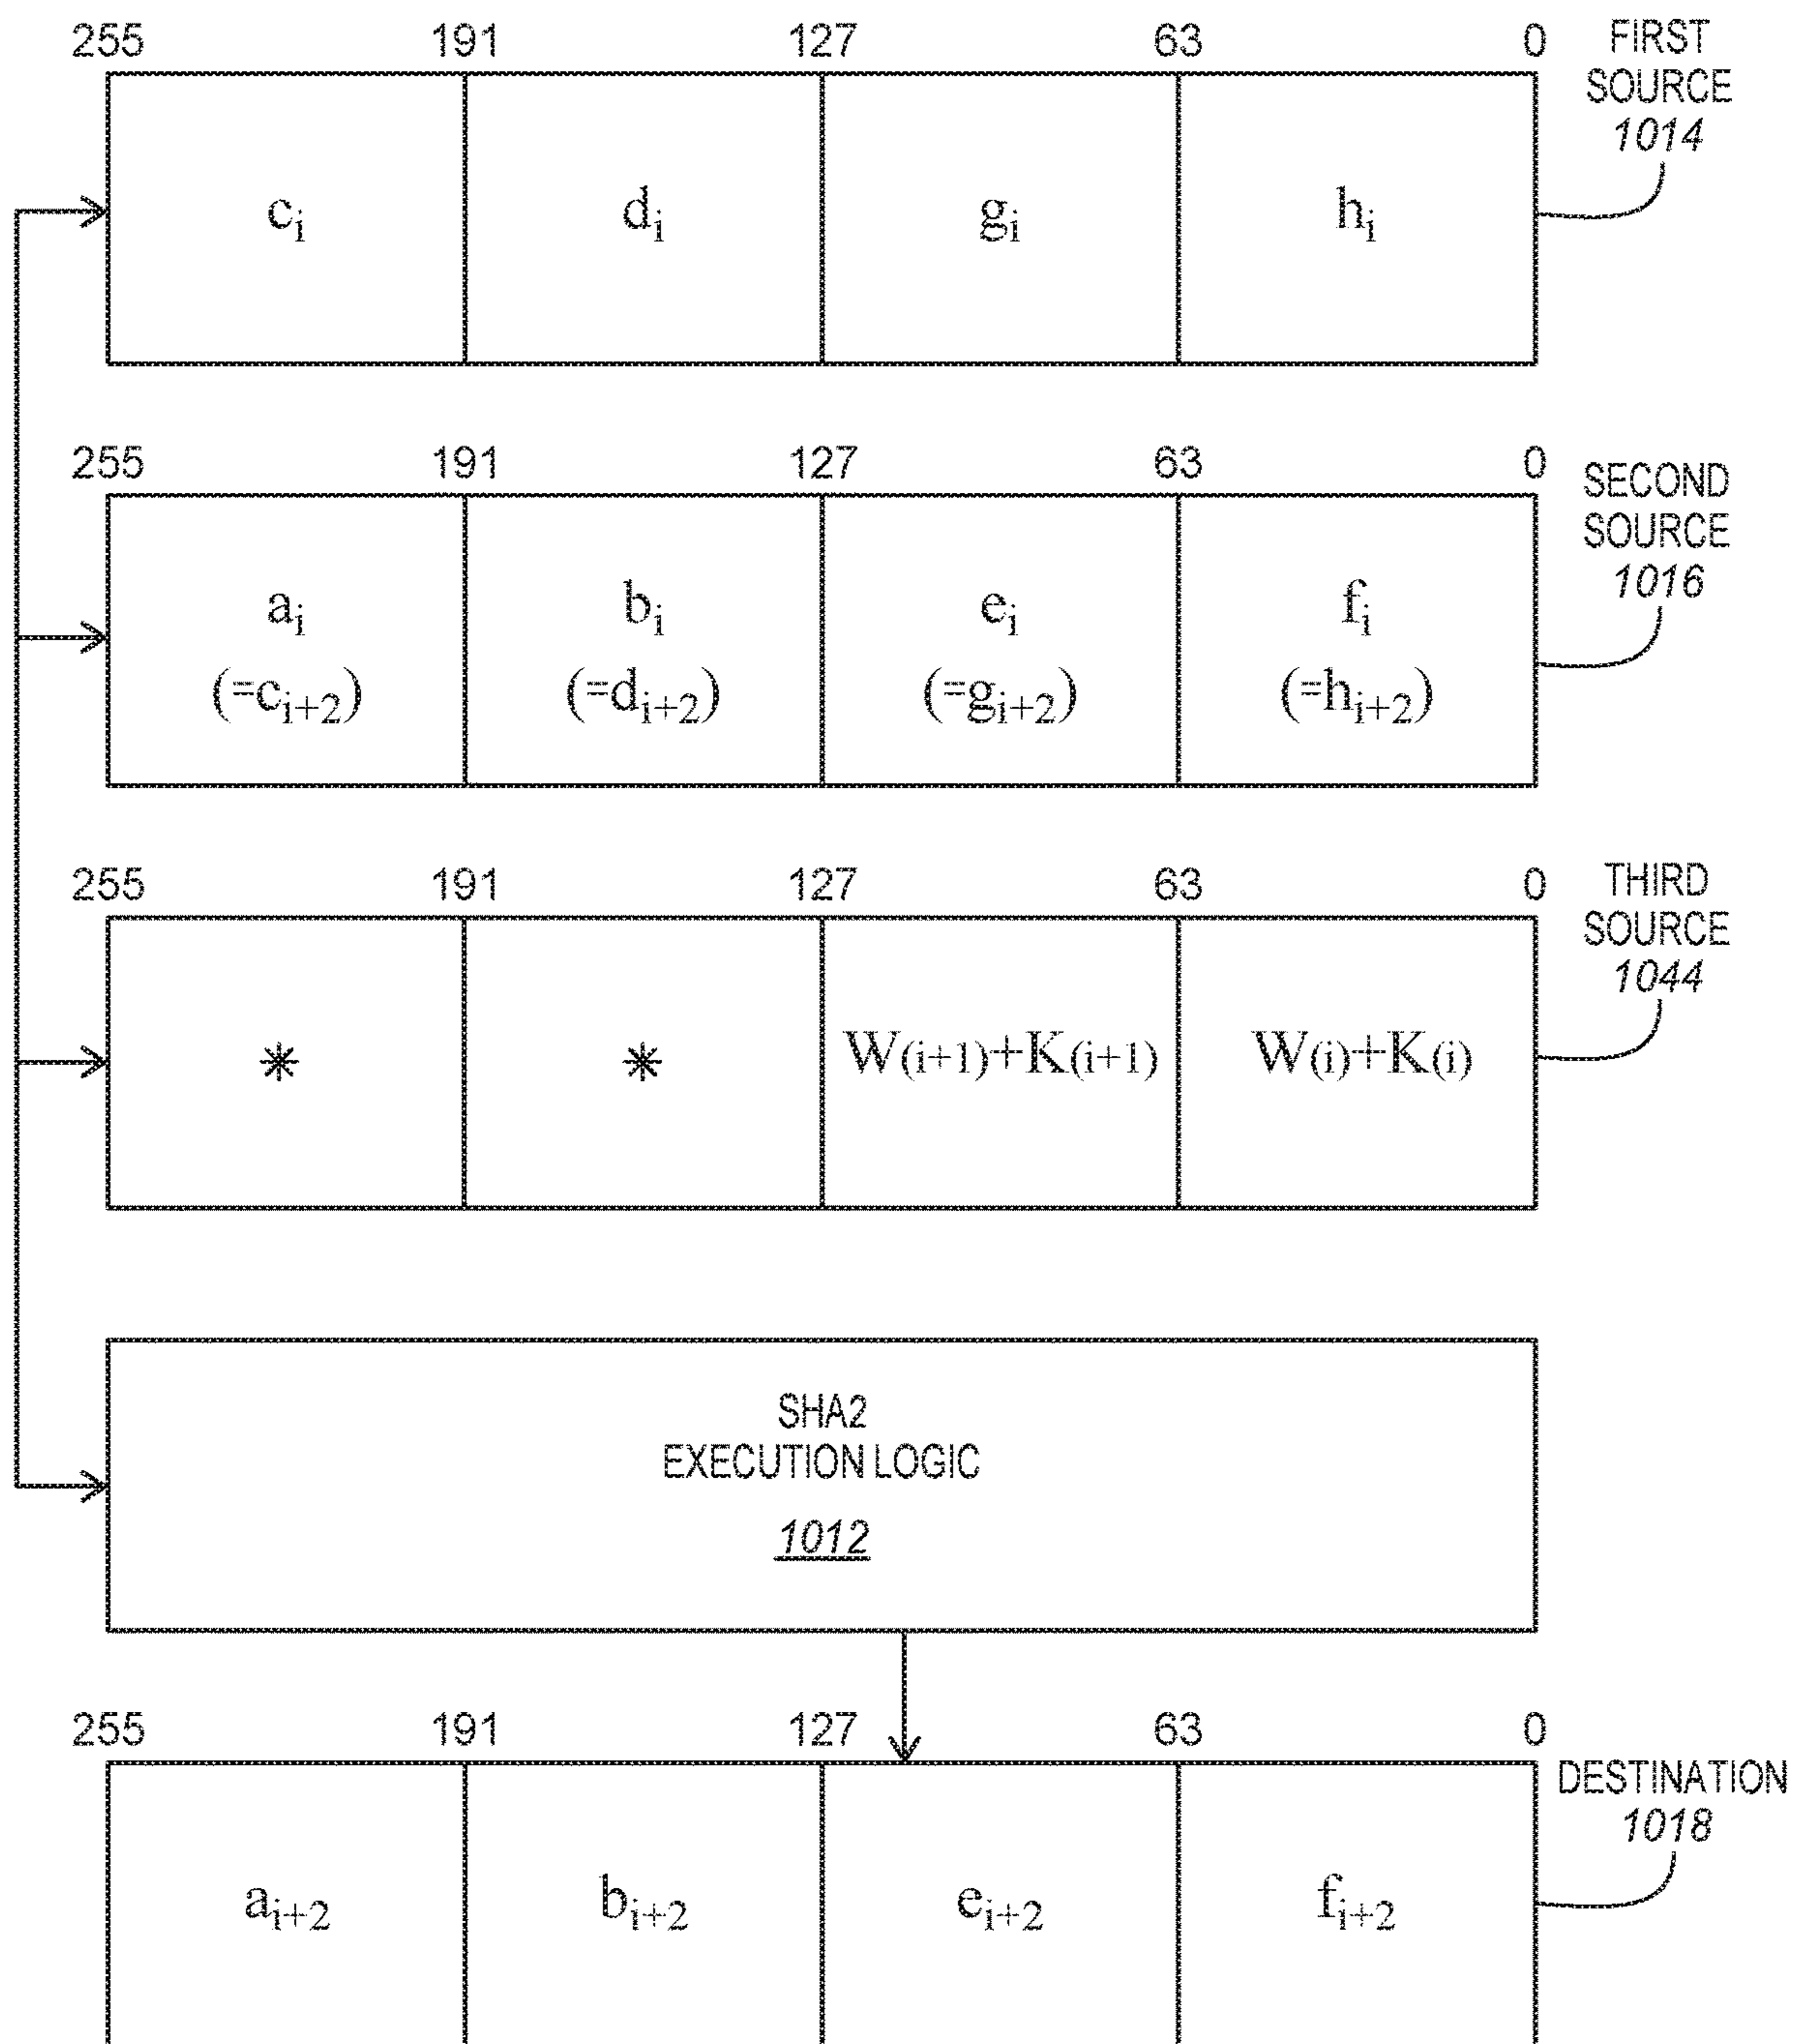 255 191 127 63 0 FIRST
SOURCE
1014
cᵢ dᵢ gᵢ hᵢ
255 191 127 63 0 SECOND
SOURCE
1016
aᵢ bᵢ eᵢ fᵢ
(=cᵢ₊₂) (=dᵢ₊₂) (=gᵢ₊₂) (=hᵢ₊₂)
255 191 127 63 0 THIRD
SOURCE
1044
* * W(i+1)+K(i+1) W(i)+K(i)
SHA2
EXECUTION LOGIC
1012
255 191 127 63 0
DESTINATION
1018
aᵢ₊₂ bᵢ₊₂ eᵢ₊₂ fᵢ₊₂